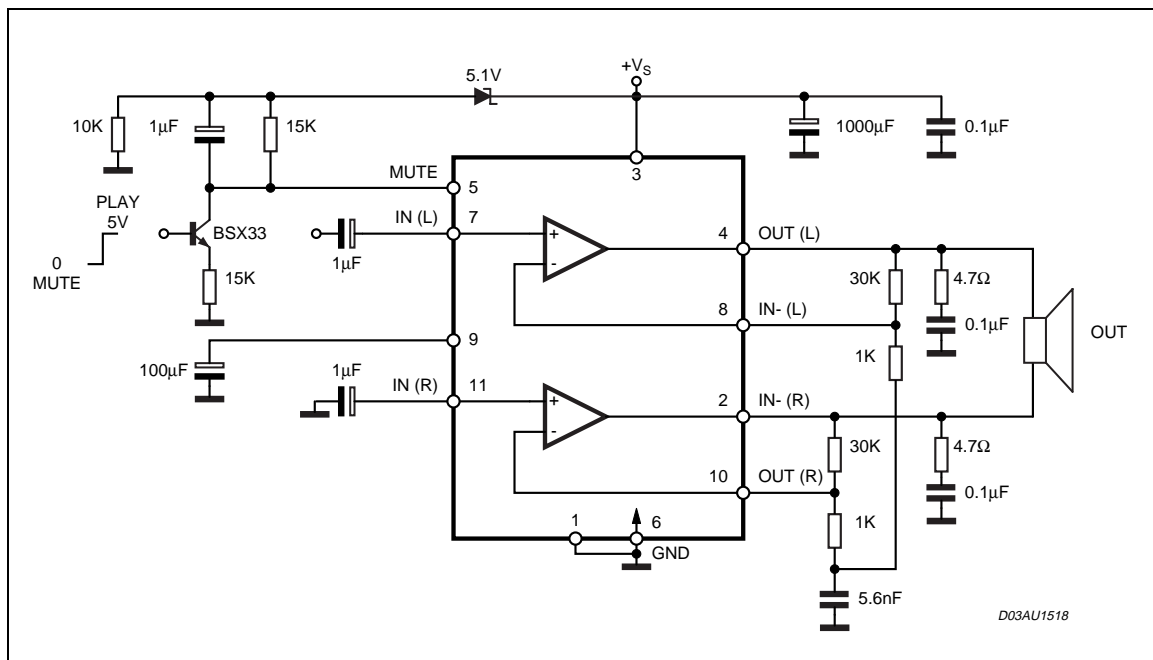 +VS
5.1V
10K
1µF
15K
1000µF
0.1µF
MUTE
3
5
PLAY
5V
BSX33
IN (L)
7
4
OUT (L)
+
-
1µF
0
MUTE
15K
30K
4.7Ω
8
IN- (L)
0.1µF
OUT
9
1K
100µF
1µF
IN (R)
11
2
IN- (R)
+
-
30K
4.7Ω
10
OUT (R)
0.1µF
1
6
1K
GND
5.6nF
D03AU1518